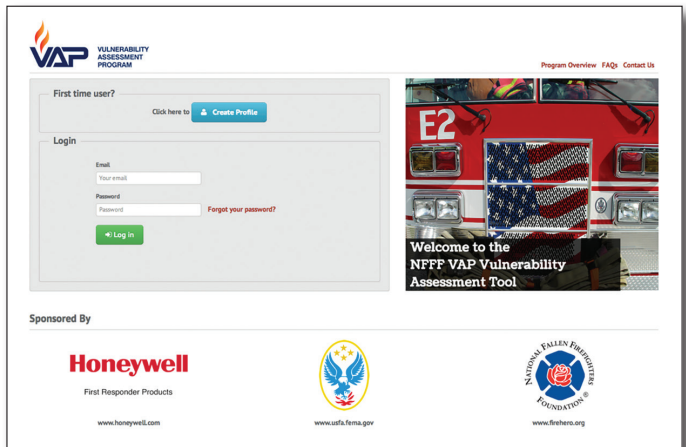 VAP
VULNERABILITY
ASSESSMENT
PROGRAM
Program Overview FAQs Contact Us
First time user?
Click here to Create Profile
Login
Email
Your email
Password
Password Forgot your password?
Log in
E2
Welcome to the
NFFF VAP Vulnerability
Assessment Tool
Sponsored By
Honeywell
First Responder Products
www.honeywell.com
www.usfa.fema.gov
NATIONAL FALLEN FIREFIGHTERS
FOUNDATION ®
www.firehero.org